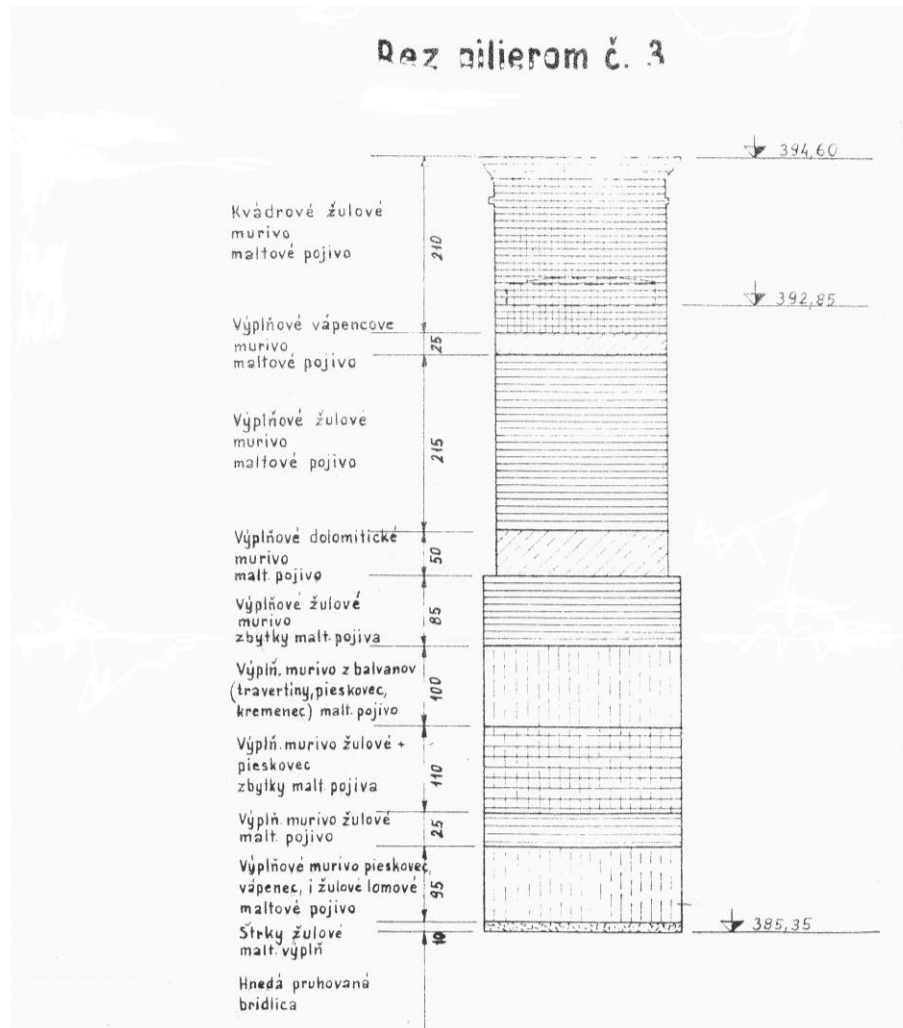 Rez pilierom č. 3
394,60
Kvádrové žulové
murivo
maltové pojivo
210
392,85
Výplňové vápencove
murivo
maltové pojivo
25
Výplňové žulové
murivo
maltové pojivo
215
Výplňové dolomitické
murivo
malt. pojivo
50
Výplňové žulové
murivo
zbytky malt. pojiva
85
Výplň. murivo z balvanov
(travertiny, pieskovec,
kremenec) malt. pojivo
100
Výplň. murivo žulové +
pieskovec
zbytky malt. pojiva
110
Výplň. murivo žulové
malt. pojivo
25
Výplňové murivo pieskovec,
vápenec, i žulové lomové
maltové pojivo
95
385,35
Štrky žulové
malt. výplň
10
Hnedá pruhovaná
bridlica